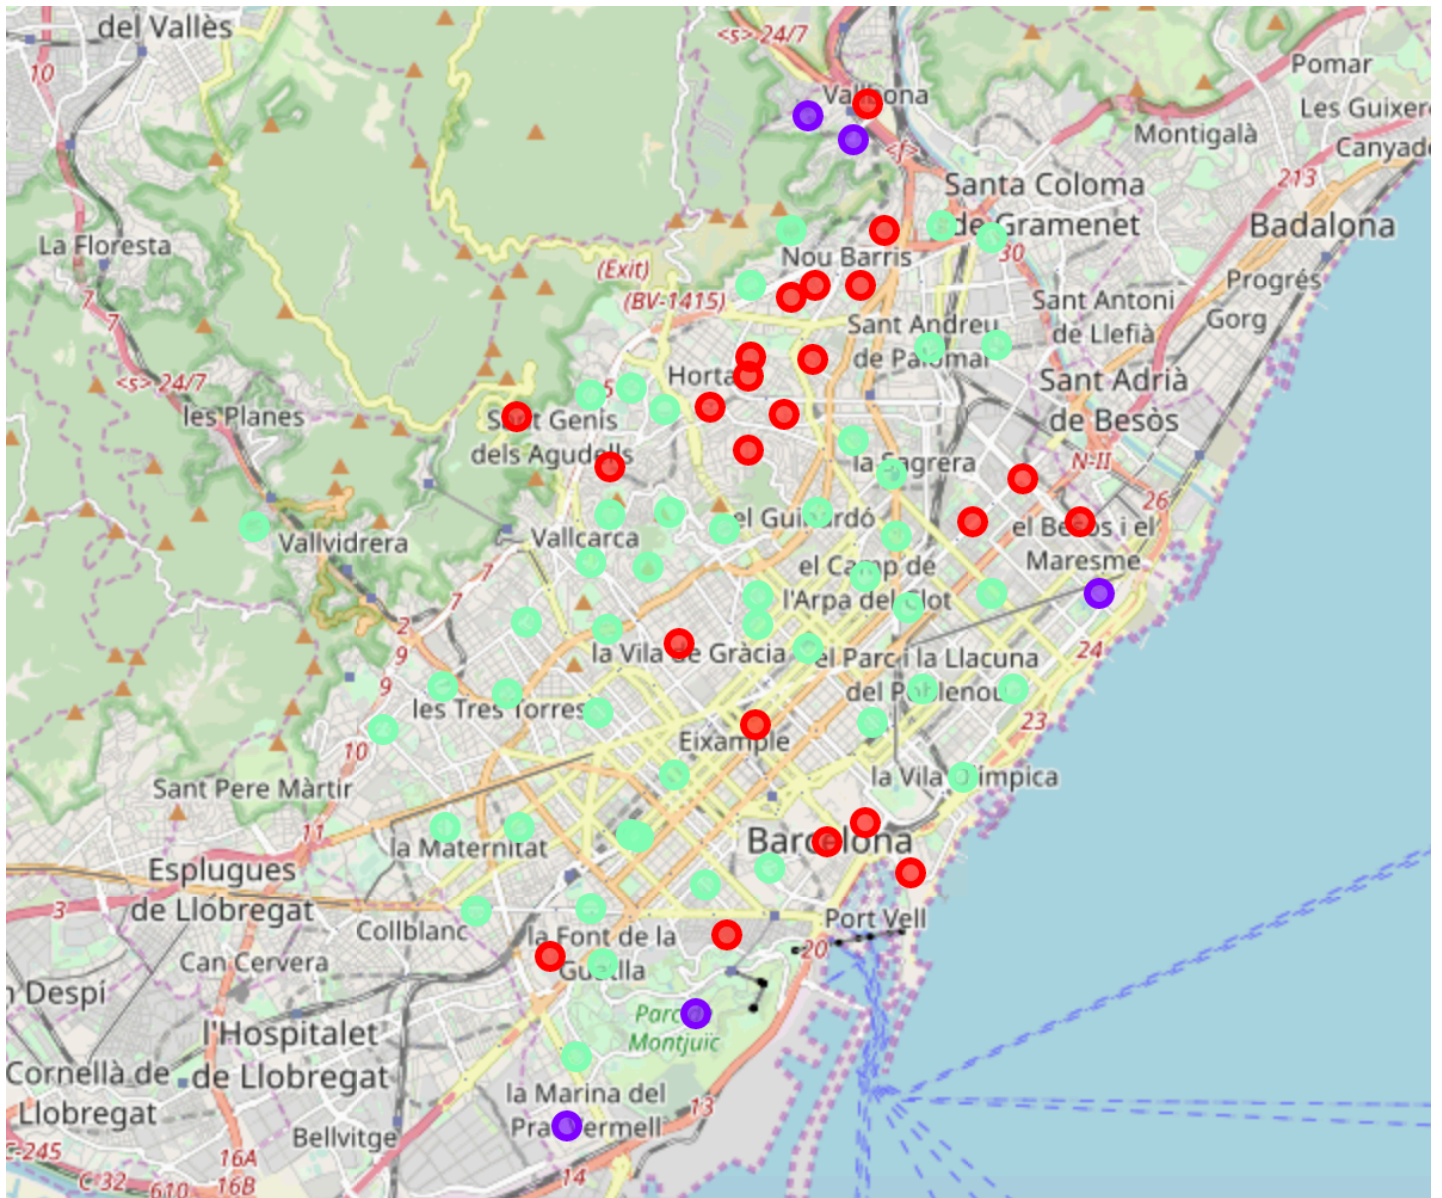 del Vallès
<s> 24/7
10
Pomar
Les Guixer
Montigalà
Canyad
<f>
213
Santa Coloma
de Gramenet
Badalona
La Floresta
Nou Barris
30
(Exit)
Progrés
7
(BV-1415)
Sant Antoni
de Llefià
Gorg
7
Sant Andreu
de Palomar
Horta
<s> 24/7
5
Sant Adrià
de Besòs
les Planes
Sant Genís
dels Agudells
la Sagrera
N-II
26
el Guinardó
el Besòs i el
Maresme
Vallvidrera
Vallcarca
el Camp de
l'Arpa del Clot
7
7
2
la Vila de Gràcia
el Parc i la Llacuna
del Poblenou
24
9
9
les Tres Torres
23
10
Eixample
la Vila Olímpica
Sant Pere Màrtir
11
la Maternitat
Barcelona
Esplugues
de Llobregat
3
Collblanc
la Font de la
Guatlla
Port Vell
20
Can Cervera
n Despí
Parc
Montjuïc
l'Hospitalet
de Llobregat
Cornellà de
Llobregat
la Marina del
Prat Vermell
13
Bellvitge
C-245
16A
16B
14
C-32
610